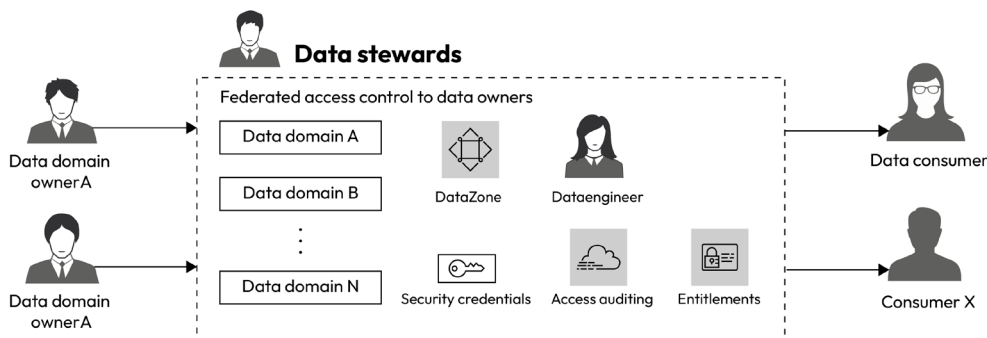 Data stewards
Federated access control to data owners
Data domain
ownerA
Data domain
ownerA
Data domain A
Data domain B
Data domain N
DataZone
Dataengineer
Security credentials
Access auditing
Entitlements
Data consumer
Consumer X